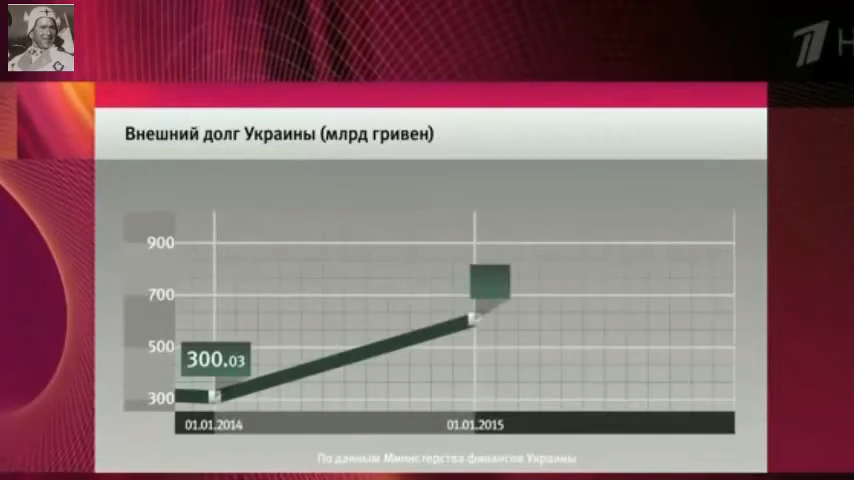 Н
Внешний долг Украины (млрд гривен)
900
700
500
300
300.03
01.01.2014
01.01.2015
По данным Министерства финансов Украины